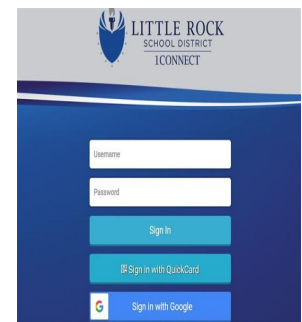 LITTLE ROCK
SCHOOL DISTRICT
1CONNECT
Username
Password
Sign In
Sign in with QuickCard
G Sign in with Google